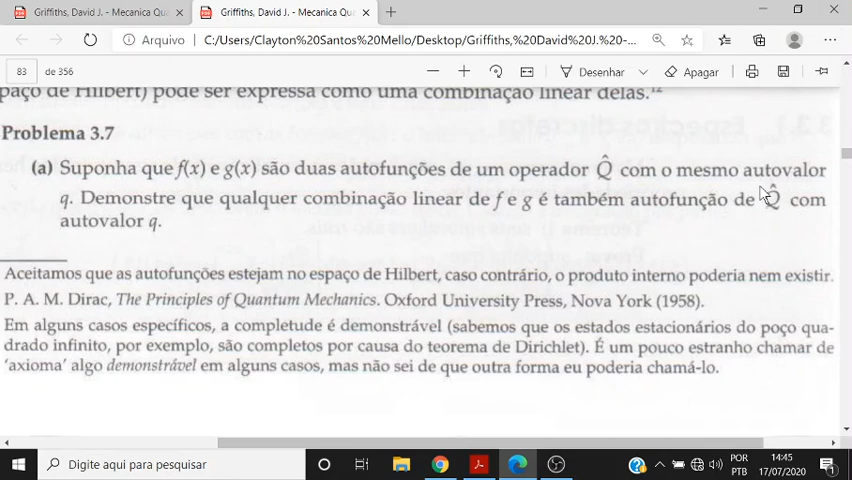 Griffiths, David J. - Mecanica Qua
Griffiths, David J. - Mecanica Qua
Arquivo
C:/Users/Clayton%20Santos%20Mello/Desktop/Griffiths,%20David%20J.%20-...
83 de 356
Desenhar
Apagar
paço de Hilbert) pode ser expressa como uma combinação linear delas.¹²
Problema 3.7
(a) Suponha que f(x) e g(x) são duas autofunções de um operador Q̂ com o mesmo autovalor
q. Demonstre que qualquer combinação linear de f e g é também autofunção de Q̂ com
autovalor q.
Aceitamos que as autofunções estejam no espaço de Hilbert, caso contrário, o produto interno poderia nem existir.
P. A. M. Dirac, The Principles of Quantum Mechanics. Oxford University Press, Nova York (1958).
Em alguns casos específicos, a completude é demonstrável (sabemos que os estados estacionários do poço qua-
drado infinito, por exemplo, são completos por causa do teorema de Dirichlet). É um pouco estranho chamar de
'axioma' algo demonstrável em alguns casos, mas não sei de que outra forma eu poderia chamá-lo.
Digite aqui para pesquisar
POR
PTB
14:45
17/07/2020
1